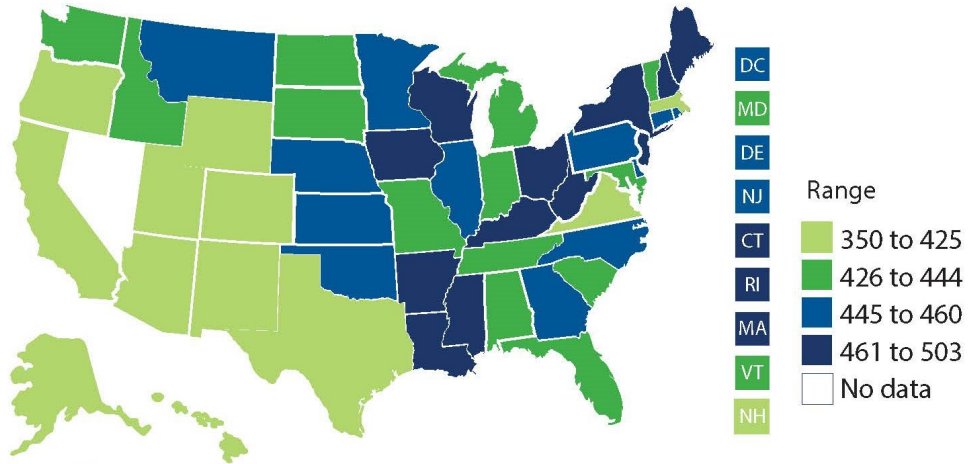 DC
MD
DE
NJ
CT
RI
MA
VT
NH
Range
350 to 425
426 to 444
445 to 460
461 to 503
No data